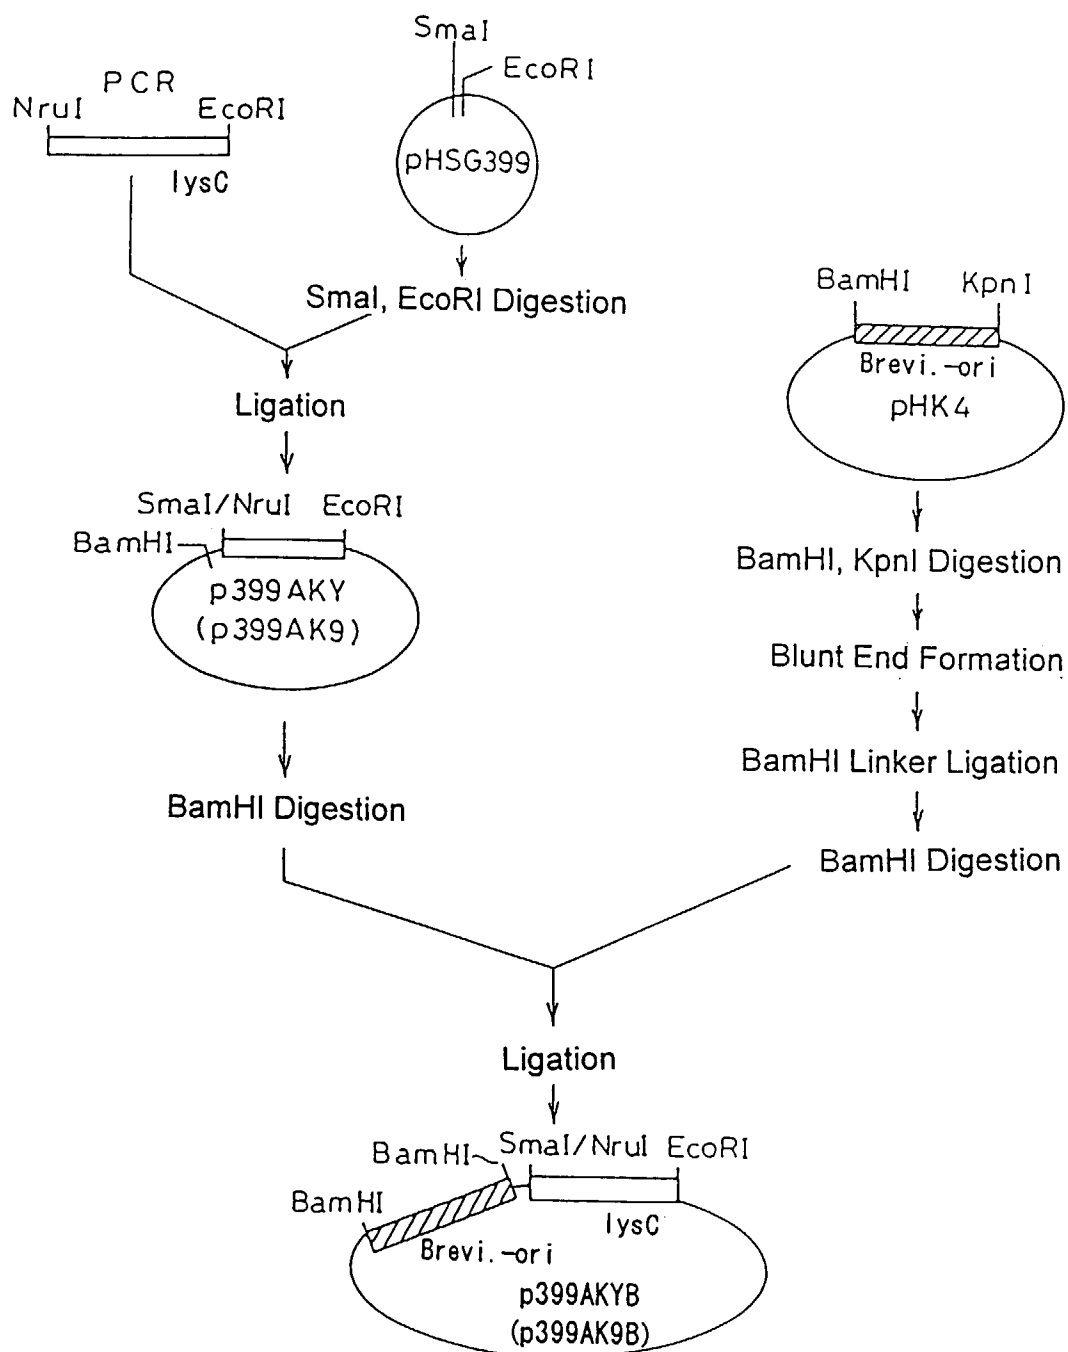 PCR
NruI EcoRI
lysC
SmaI
EcoRI
pHSG399
SmaI, EcoRI Digestion
Ligation
SmaI/NruI EcoRI
BamHI
p399AKY
(p399AK9)
BamHI Digestion
BamHI KpnI
Brevi.-ori
pHK4
BamHI, KpnI Digestion
Blunt End Formation
BamHI Linker Ligation
BamHI Digestion
Ligation
BamHI SmaI/NruI EcoRI
BamHI
lysC
Brevi.-ori
p399AKYB
(p399AK9B)